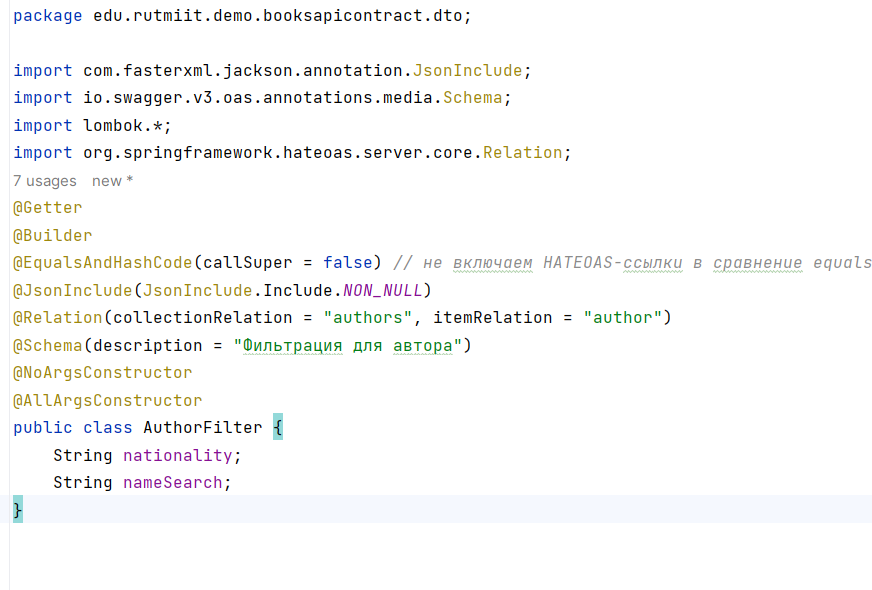 package edu.rutmiit.demo.booksapicontract.dto;
import com.fasterxml.jackson.annotation.JsonInclude;
import io.swagger.v3.oas.annotations.media.Schema;
import lombok.*;
import org.springframework.hateoas.server.core.Relation;
7 usages new *
@Getter
@Builder
@EqualsAndHashCode(callSuper = false) // не включаем HATEOAS-ссылки в сравнение equals
@JsonInclude(JsonInclude.Include.NON_NULL)
@Relation(collectionRelation = "authors", itemRelation = "author")
@Schema(description = "Фильтрация для автора")
@NoArgsConstructor
@AllArgsConstructor
public class AuthorFilter {
    String nationality;
    String nameSearch;
}